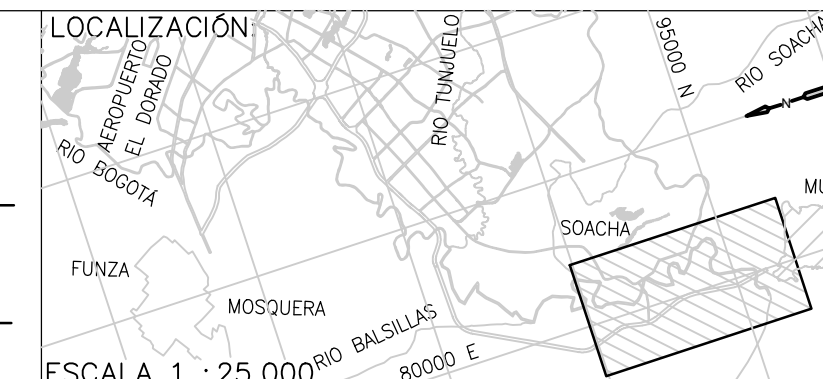 LOCALIZACIÓN:
AEROPUERTO
EL DORADO
RIO BOGOTÁ
RIO TUNJUELO
95000 N
RIO SOACHA
N
SOACHA
FUNZA
MOSQUERA
RIO BALSILLAS
80000 E
ESCALA 1 : 25.000